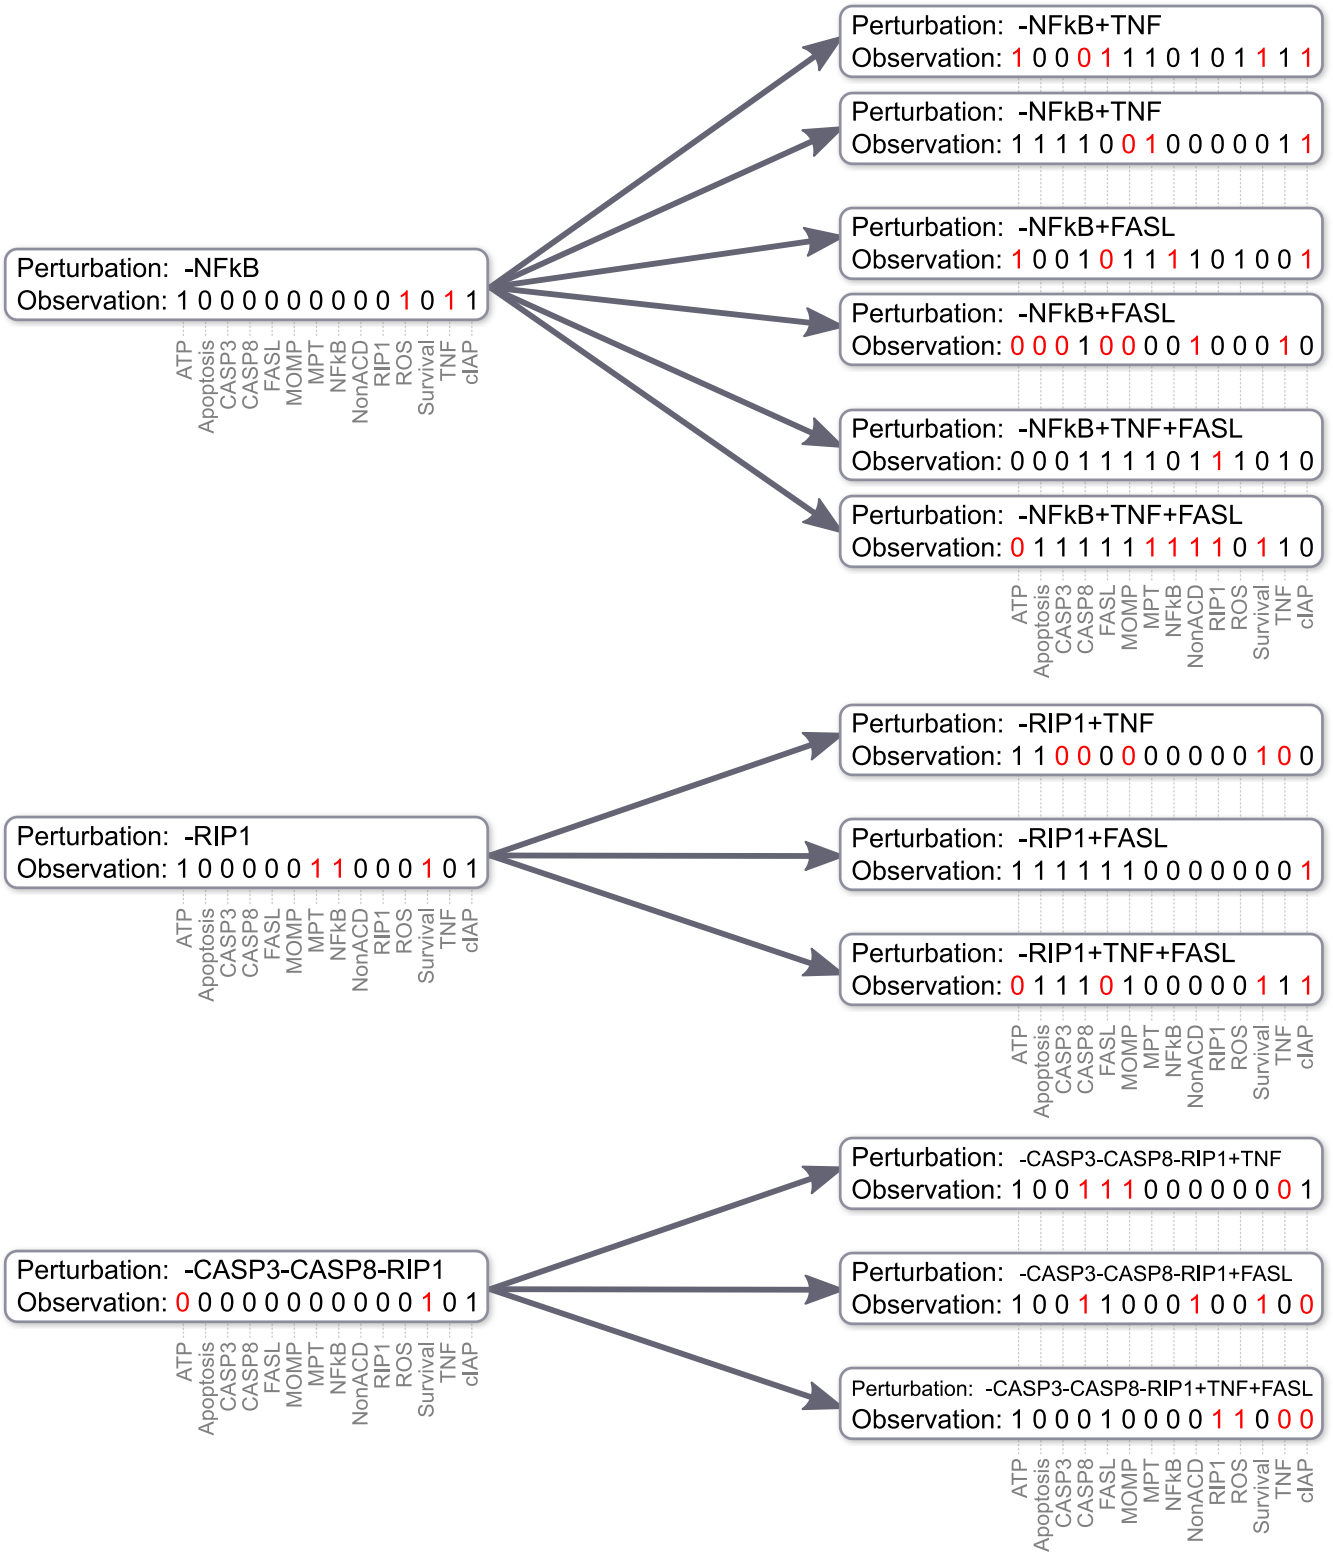 Perturbation: -NFkB
Observation: 1 0 0 0 0 0 0 0 0 0 1 0 1 1
ATP
Apoptosis
CASP3
CASP8
FASL
MOMP
MPT
NFkB
NonACD
RIP1
ROS
Survival
TNF
cIAP
Perturbation: -NFkB+TNF
Observation: 1 0 0 0 1 1 1 0 1 0 1 1 1 1
Perturbation: -NFkB+TNF
Observation: 1 1 1 1 0 0 1 0 0 0 0 0 1 1
Perturbation: -NFkB+FASL
Observation: 1 0 0 1 0 1 1 1 1 0 1 0 0 1
Perturbation: -NFkB+FASL
Observation: 0 0 0 1 0 0 0 0 1 0 0 0 1 0
Perturbation: -NFkB+TNF+FASL
Observation: 0 0 0 1 1 1 1 0 1 1 1 0 1 0
Perturbation: -NFkB+TNF+FASL
Observation: 0 1 1 1 1 1 1 1 1 1 0 1 1 0
ATP
Apoptosis
CASP3
CASP8
FASL
MOMP
MPT
NFkB
NonACD
RIP1
ROS
Survival
TNF
cIAP
Perturbation: -RIP1
Observation: 1 0 0 0 0 0 1 1 0 0 0 1 0 1
ATP
Apoptosis
CASP3
CASP8
FASL
MOMP
MPT
NFkB
NonACD
RIP1
ROS
Survival
TNF
cIAP
Perturbation: -RIP1+TNF
Observation: 1 1 0 0 0 0 0 0 0 0 0 1 0 0
Perturbation: -RIP1+FASL
Observation: 1 1 1 1 1 1 0 0 0 0 0 0 0 1
Perturbation: -RIP1+TNF+FASL
Observation: 0 1 1 1 0 1 0 0 0 0 0 1 1 1
ATP
Apoptosis
CASP3
CASP8
FASL
MOMP
MPT
NFkB
NonACD
RIP1
ROS
Survival
TNF
cIAP
Perturbation: -CASP3-CASP8-RIP1
Observation: 0 0 0 0 0 0 0 0 0 0 0 1 0 1
ATP
Apoptosis
CASP3
CASP8
FASL
MOMP
MPT
NFkB
NonACD
RIP1
ROS
Survival
TNF
cIAP
Perturbation: -CASP3-CASP8-RIP1+TNF
Observation: 1 0 0 1 1 1 0 0 0 0 0 0 0 1
Perturbation: -CASP3-CASP8-RIP1+FASL
Observation: 1 0 0 1 1 0 0 0 1 0 0 1 0 0
Perturbation: -CASP3-CASP8-RIP1+TNF+FASL
Observation: 1 0 0 0 1 0 0 0 0 1 1 0 0 0
ATP
Apoptosis
CASP3
CASP8
FASL
MOMP
MPT
NFkB
NonACD
RIP1
ROS
Survival
TNF
cIAP